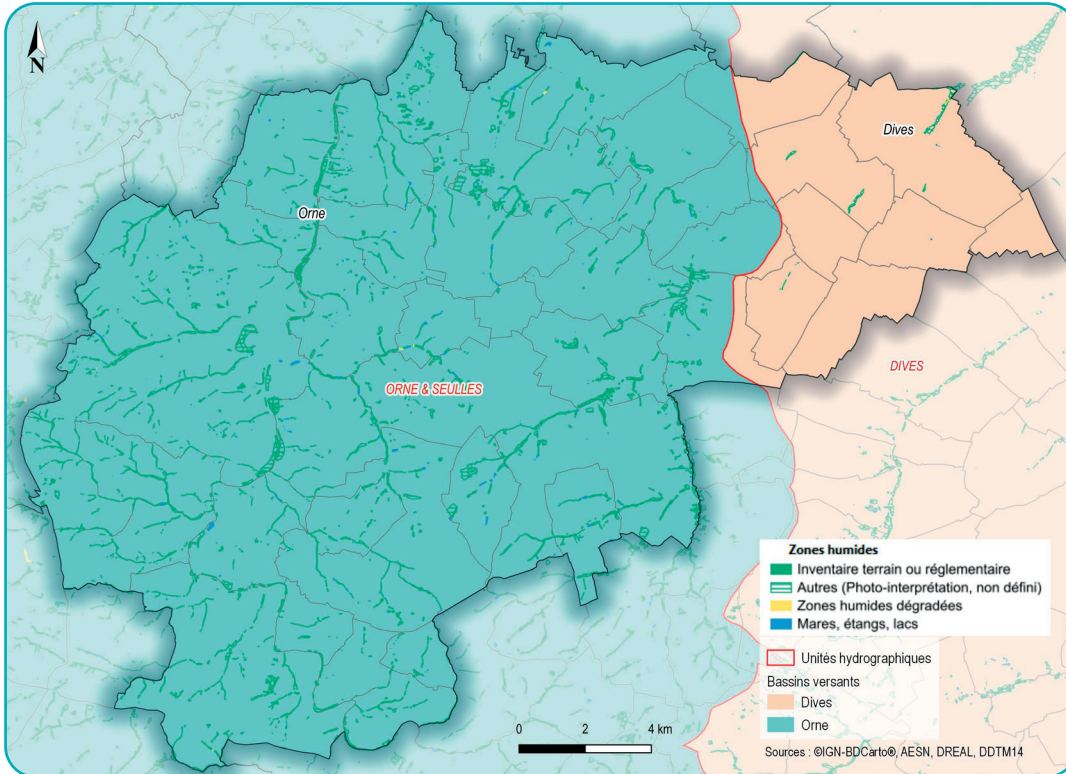 N
Dives
Orne
DIVES
ORNE & SEULLES
Zones humides
Inventaire terrain ou réglementaire
Autres (Photo-interprétation, non défini)
Zones humides dégradées
Mares, étangs, lacs
Unités hydrographiques
Bassins versants
Dives
Orne
0 2 4 km
Sources : ©IGN-BDCarto®, AESN, DREAL, DDTM14